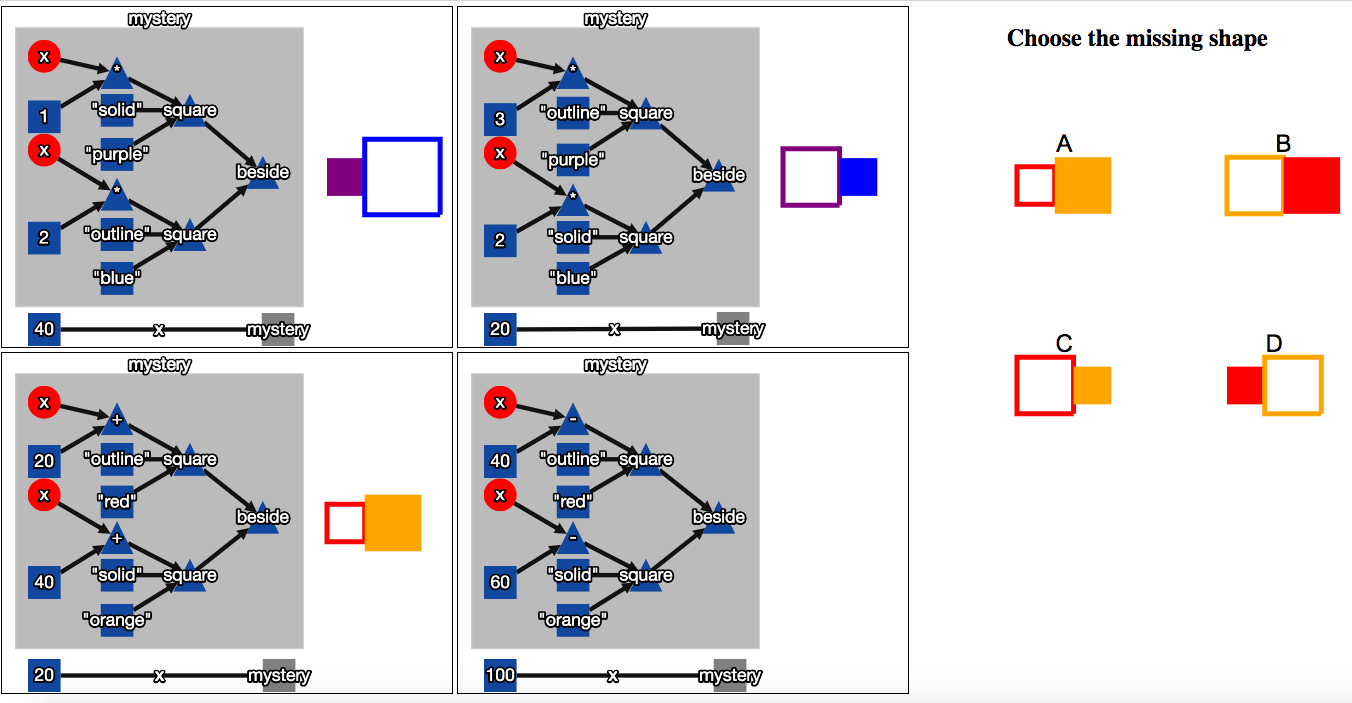 mystery
x
*
1
"solid"
square
x
"purple"
beside
*
2
"outline"
square
"blue"
40
x
mystery
mystery
x
*
3
"outline"
square
x
"purple"
beside
*
2
"solid"
square
"blue"
20
x
mystery
mystery
x
+
20
"outline"
square
x
"red"
beside
+
40
"solid"
square
"orange"
20
x
mystery
mystery
x
-
40
"outline"
square
x
"red"
beside
-
60
"solid"
square
"orange"
100
x
mystery
Choose the missing shape
A
B
C
D